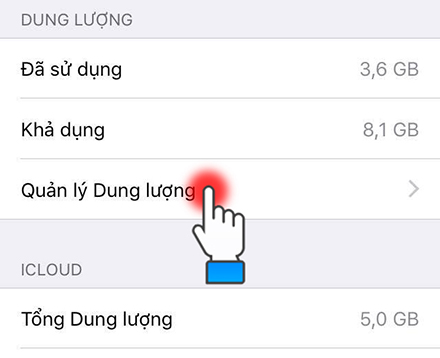 DUNG LƯỢNG
Đã sử dụng 3,6 GB
Khả dụng 8,1 GB
Quản lý Dung lượng
ICLOUD
Tổng Dung lượng 5,0 GB